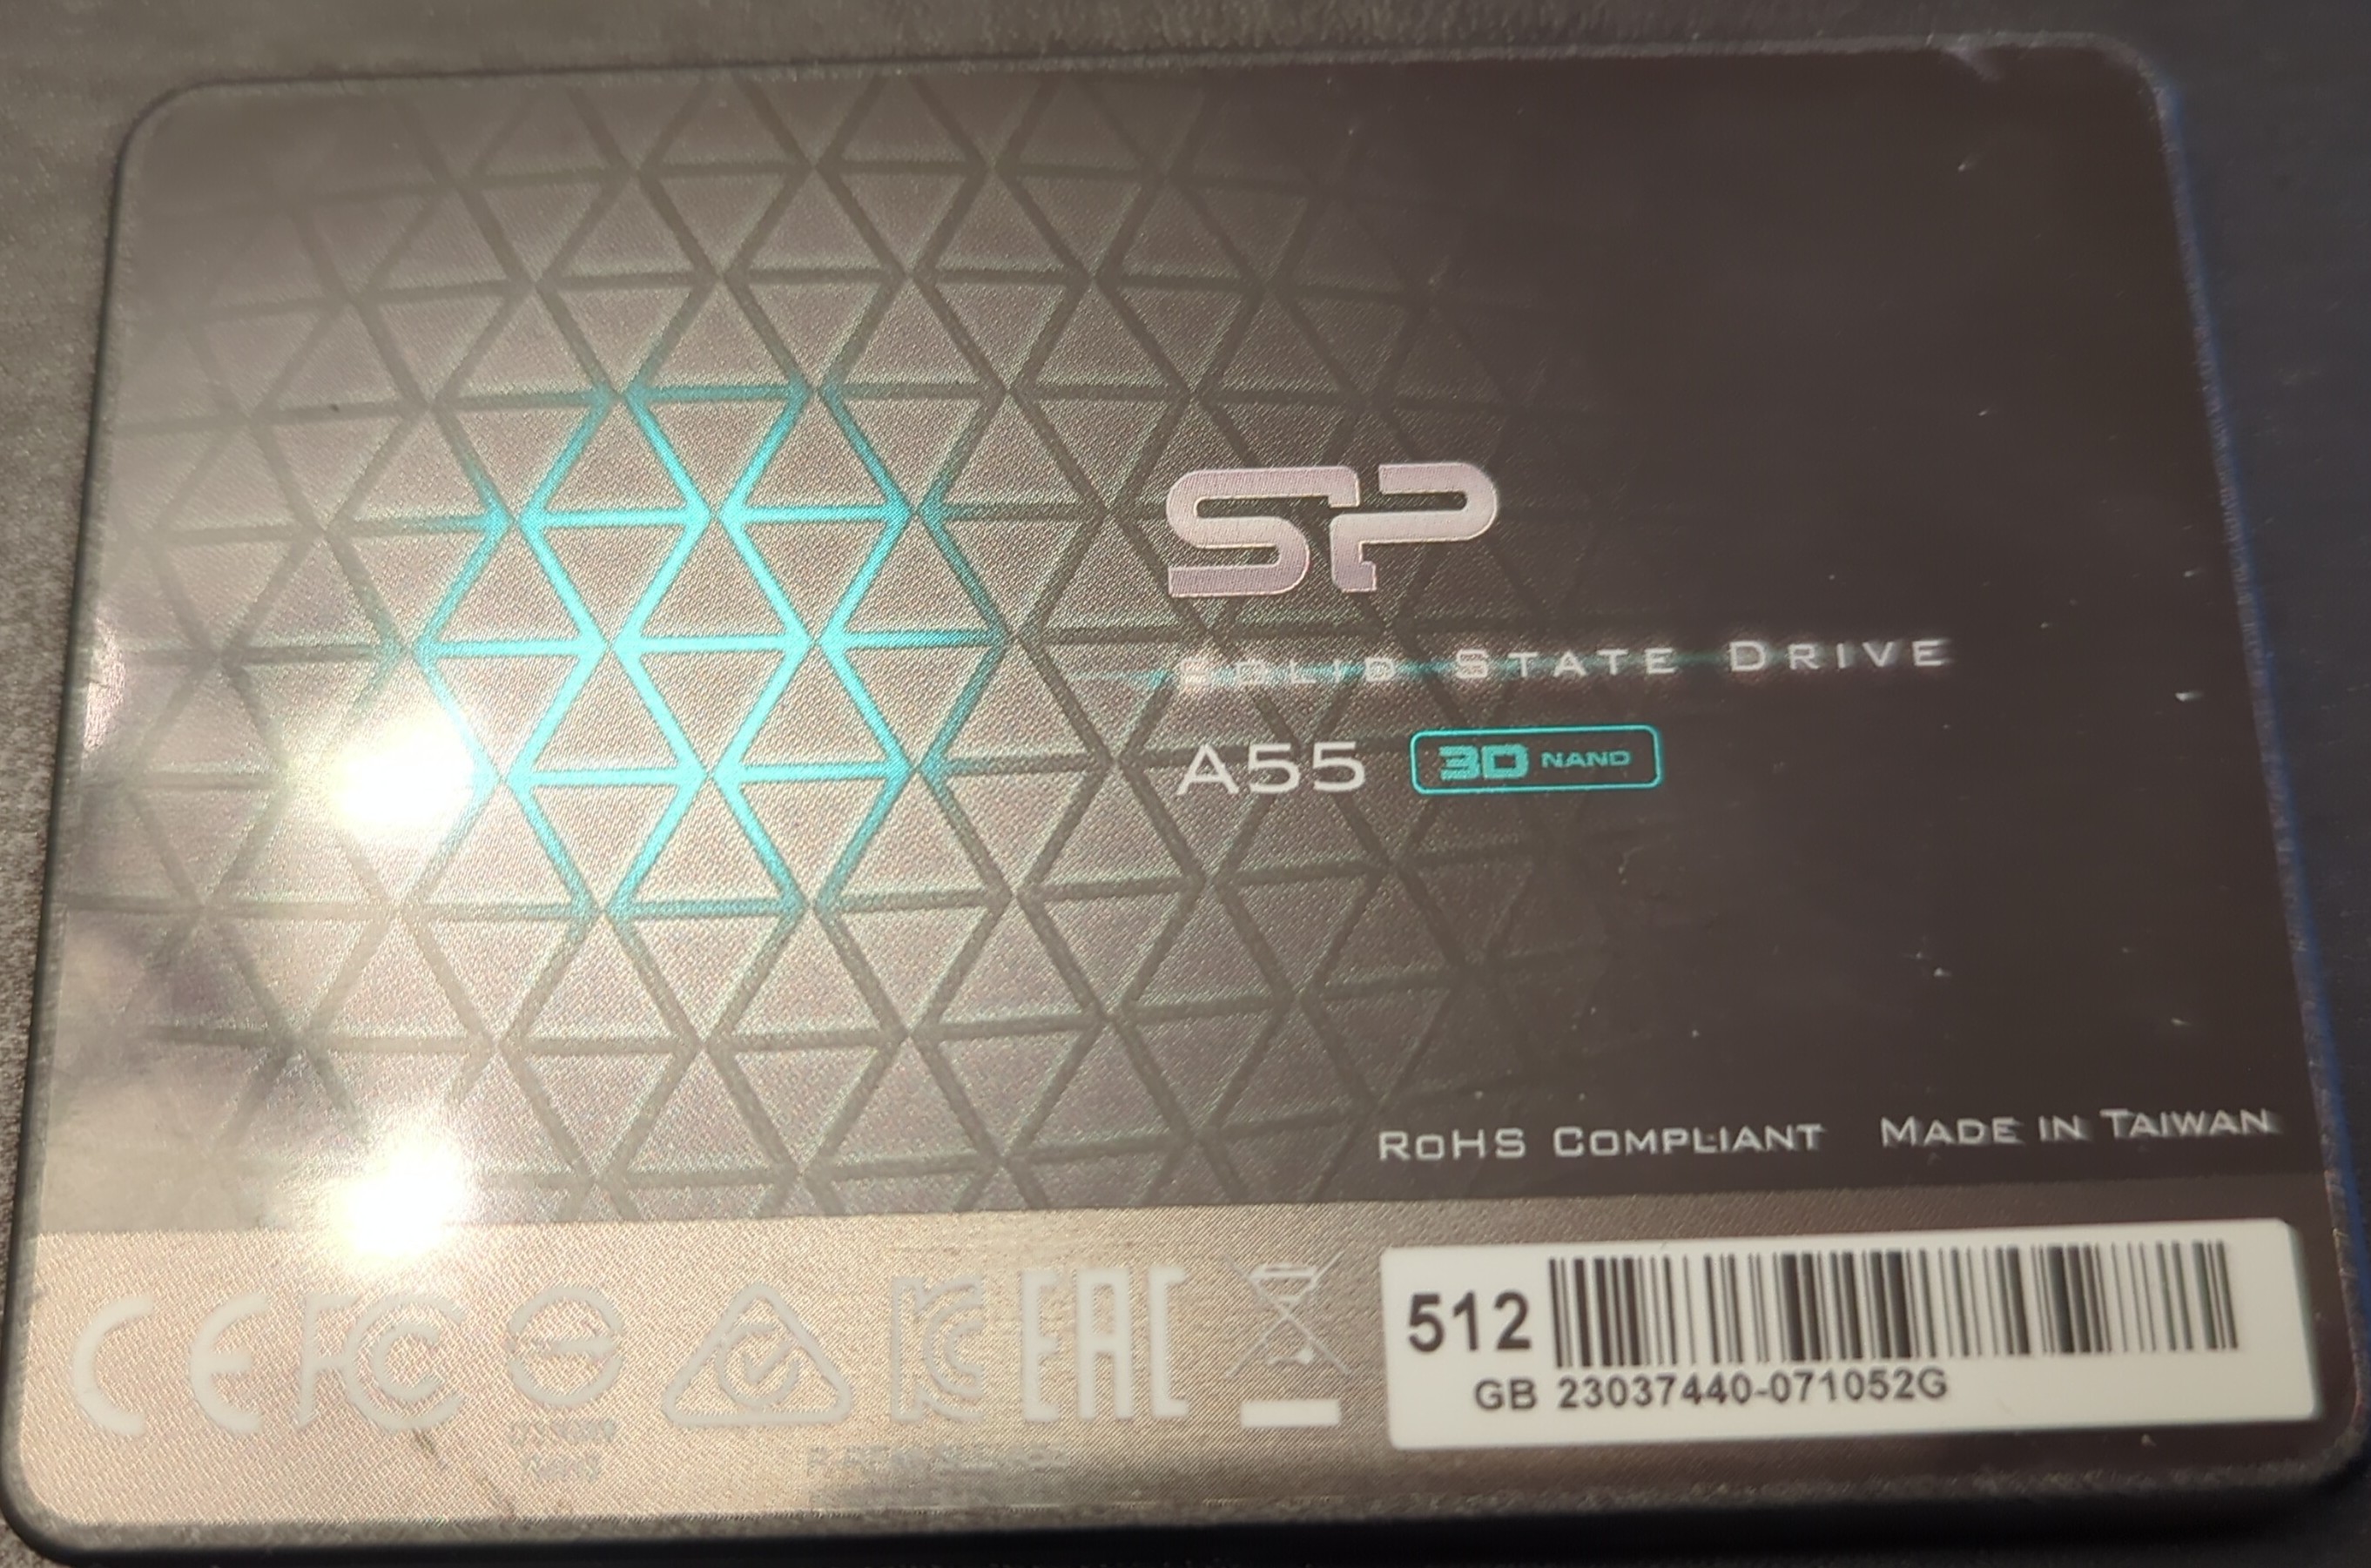 SP
SOLID STATE DRIVE
A55 3D NAND
RoHS COMPLIANT MADE IN TAIWAN
CE FC EAC
512
GB 23037440-071052G